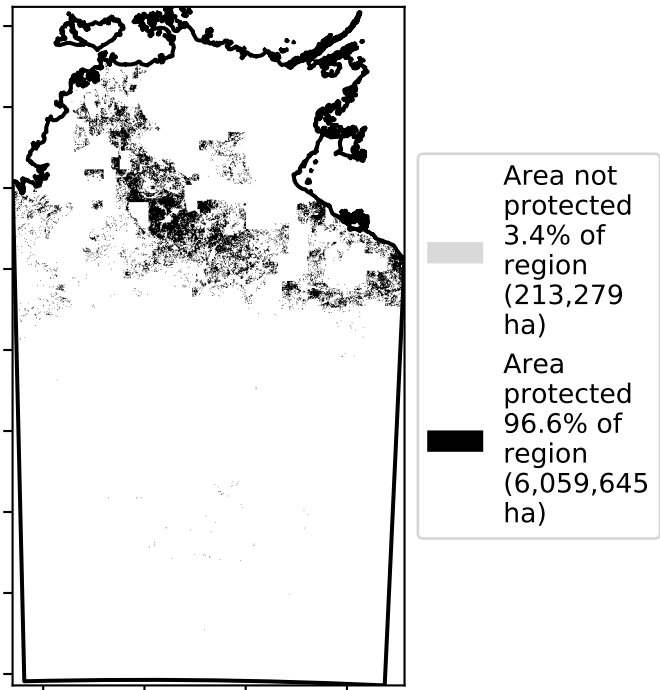 Area not
protected
3.4% of
region
(213,279
ha)
Area
protected
96.6% of
region
(6,059,645
ha)